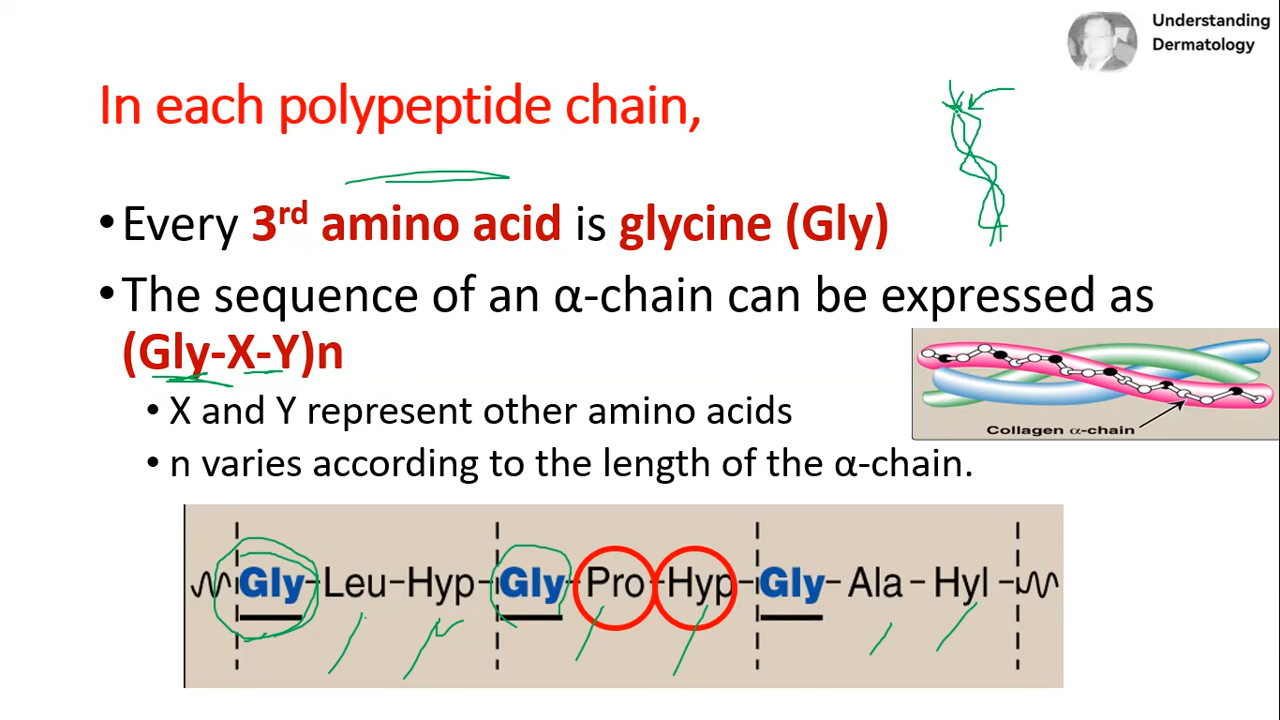 Understanding
Dermatology
In each polypeptide chain,
•Every 3rd amino acid is glycine (Gly)
•The sequence of an α-chain can be expressed as
(Gly-X-Y)n
• X and Y represent other amino acids
• n varies according to the length of the α-chain.
Collagen α-chain
Gly-Leu-Hyp-Gly-Pro-Hyp-Gly-Ala-Hyl